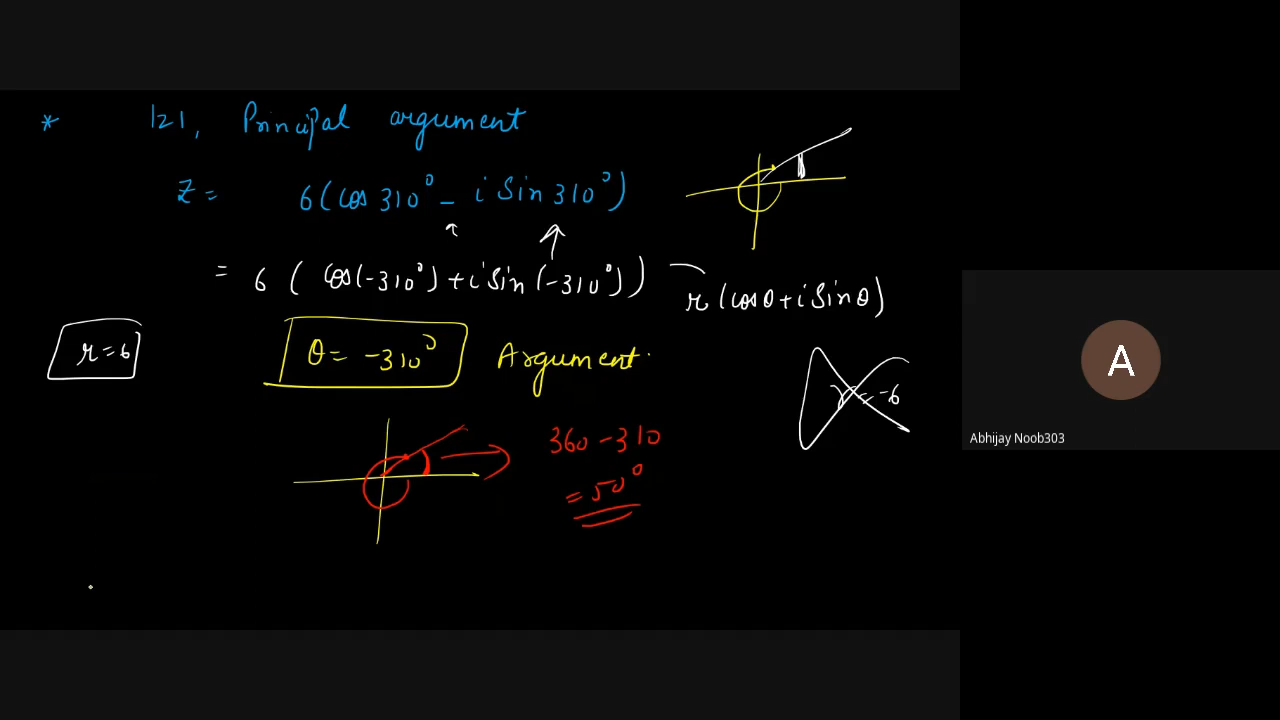 * |z|, Principal argument
Z = 6(cos 310° - i Sin 310°)
= 6 ( cos(-310°) + i Sin (-310°))
r (cosθ + i Sinθ)
r = 6
θ = -310° Argument.
r = -6
360 - 310
= 50°
A
Abhijay Noob303